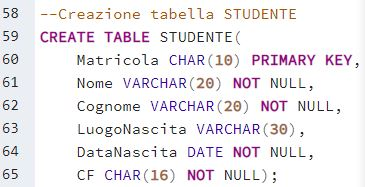 58 --Creazione tabella STUDENTE
59 CREATE TABLE STUDENTE(
60 Matricola CHAR(10) PRIMARY KEY,
61 Nome VARCHAR(20) NOT NULL,
62 Cognome VARCHAR(20) NOT NULL,
63 LuogoNascita VARCHAR(30),
64 DataNascita DATE NOT NULL,
65 CF CHAR(16) NOT NULL);